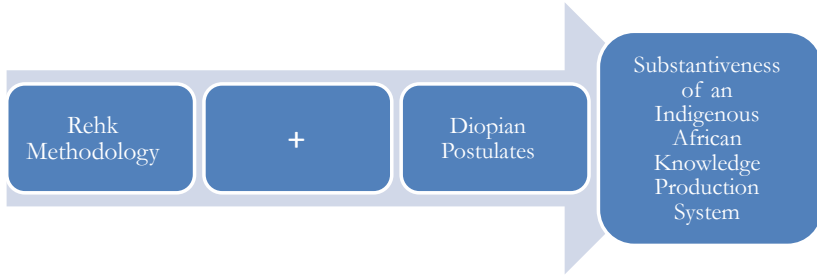 Rehk
Methodology
+
Diopian
Postulates
Substantiveness
of an
Indigenous
African
Knowledge
Production
System